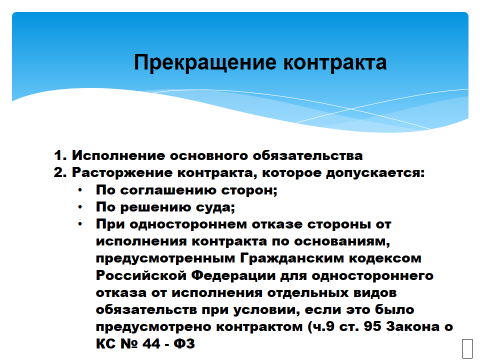 Прекращение контракта
1. Исполнение основного обязательства
2. Расторжение контракта, которое допускается:
• По соглашению сторон;
• По решению суда;
• При одностороннем отказе стороны от
исполнения контракта по основаниям,
предусмотренным Гражданским кодексом
Российской Федерации для одностороннего
отказа от исполнения отдельных видов
обязательств при условии, если это было
предусмотрено контрактом (ч.9 ст. 95 Закона о
КС № 44 - ФЗ